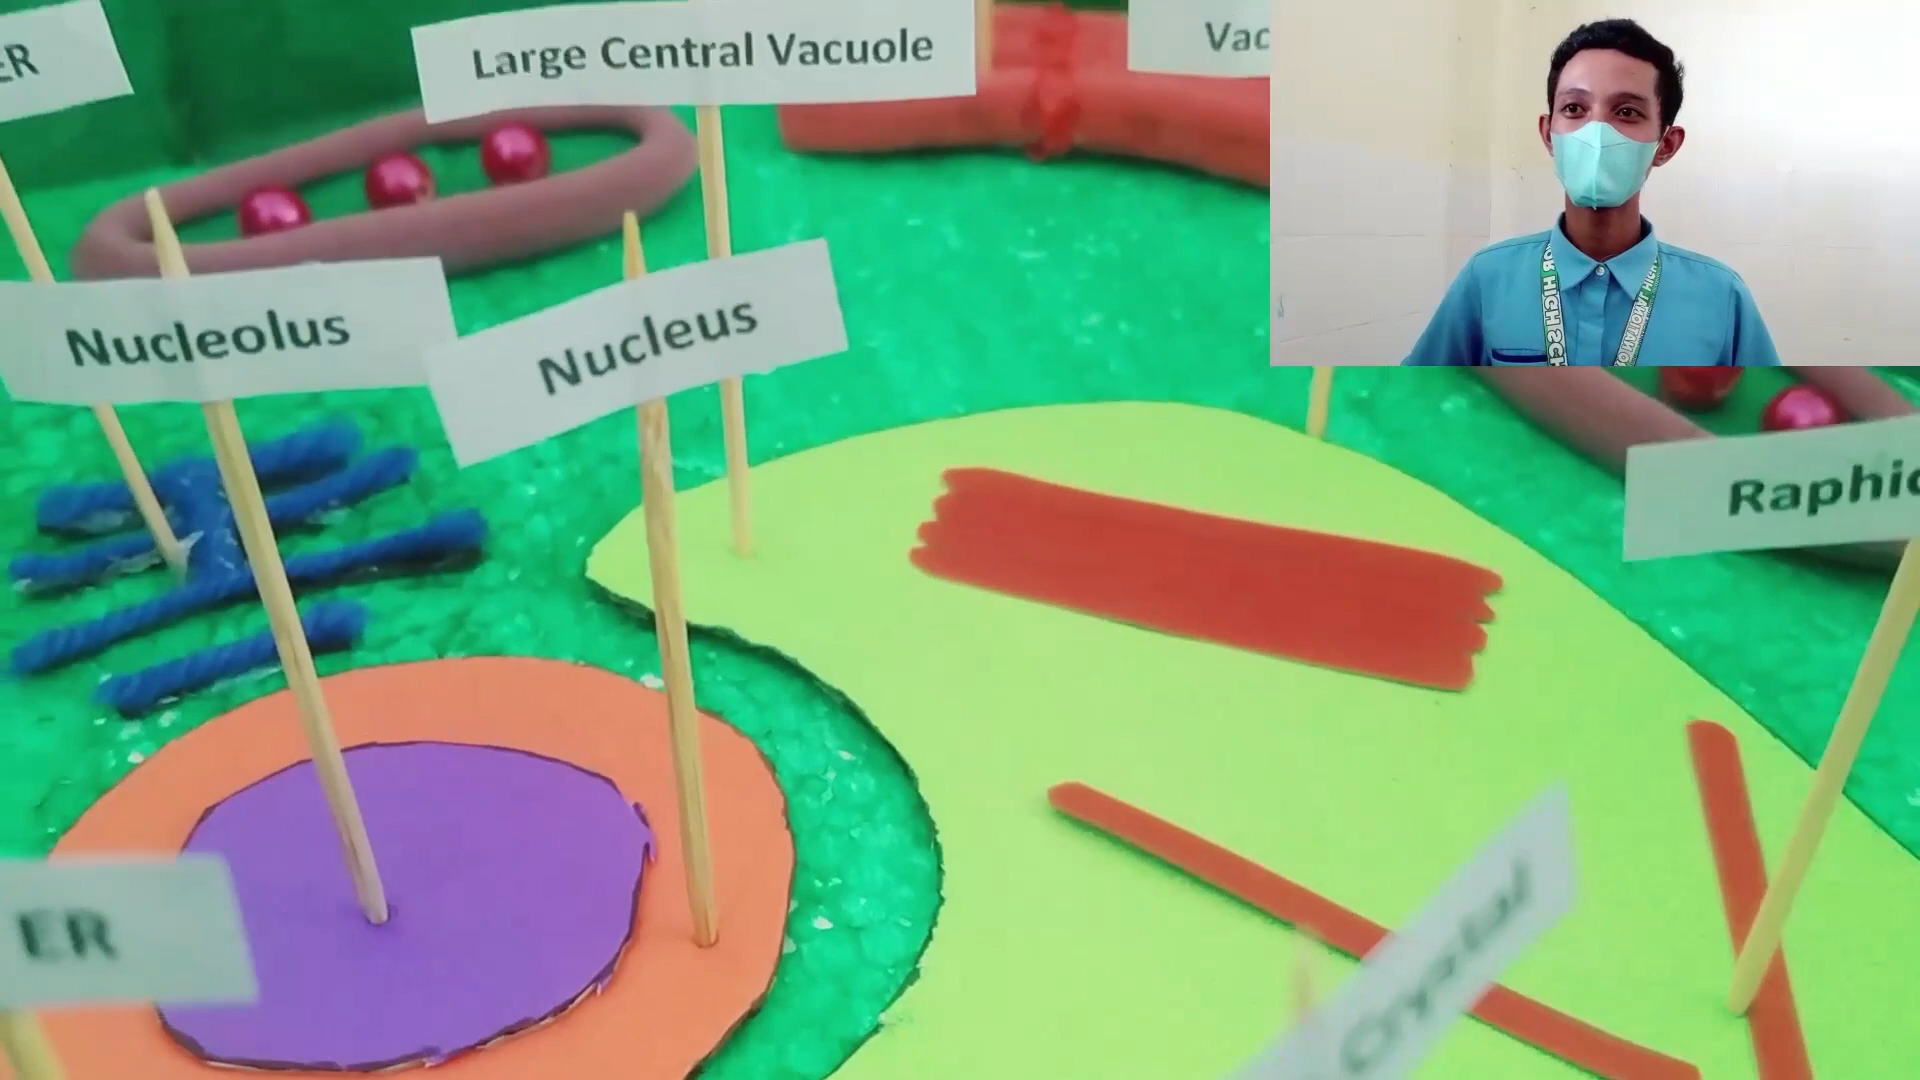 ER
Large Central Vacuole
Vac
Nucleolus
Nucleus
Raphid
ER
Crystal